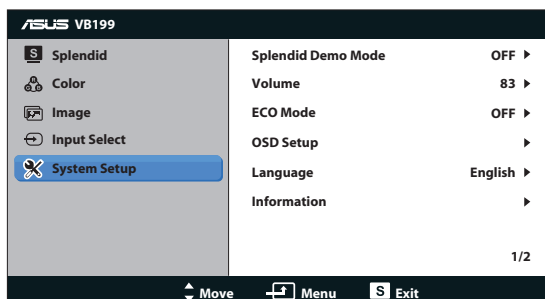 ASUS VB199
S Splendid
Color
Image
Input Select
System Setup
Splendid Demo Mode OFF
Volume 83
ECO Mode OFF
OSD Setup
Language English
Information
1/2
Move Menu S Exit